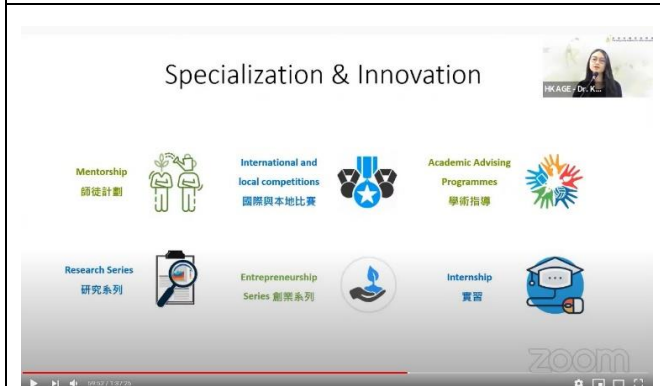 Specialization & Innovation
HKAGE - Dr. K...
Mentorship
師徒計劃
International and
local competitions
國際與本地比賽
Academic Advising
Programmes
學術指導
Research Series
研究系列
Entrepreneurship
Series 創業系列
Internship
實習
zoom